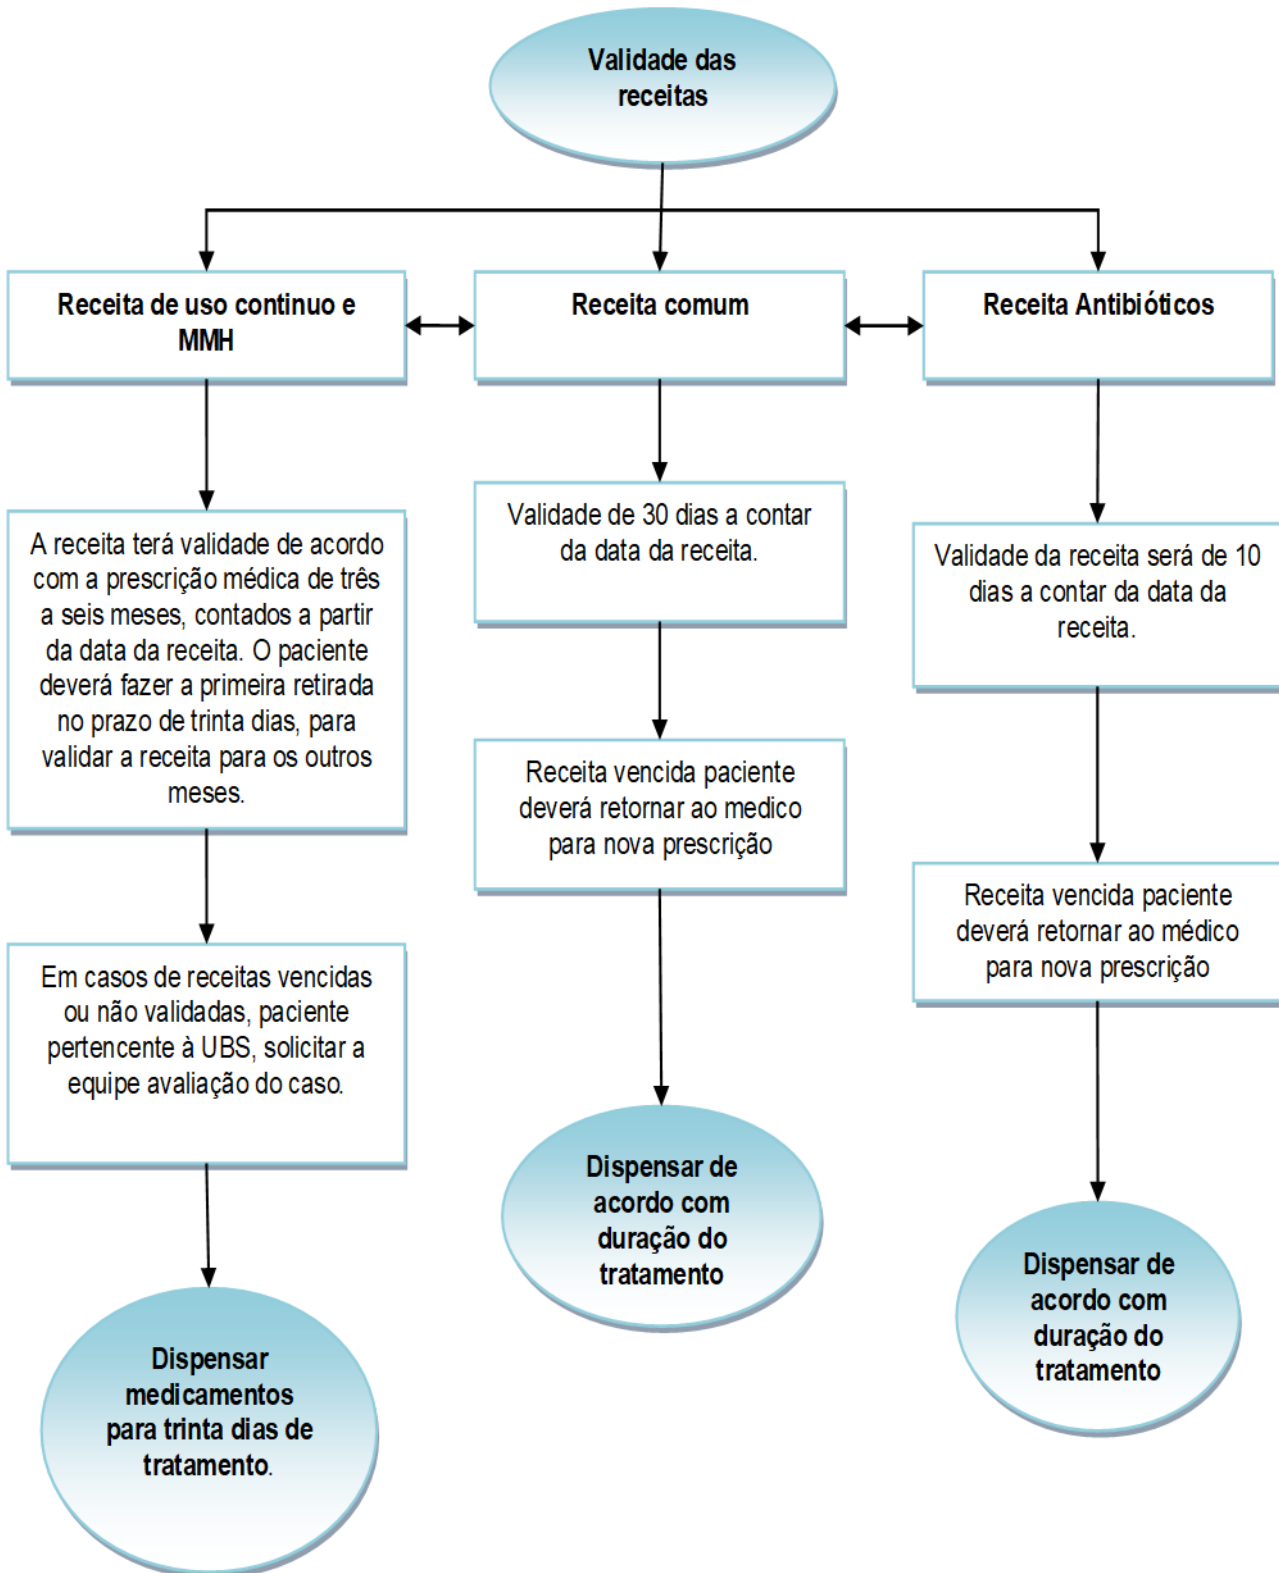 Validade das
receitas
Receita de uso continuo e
MMH
Receita comum
Receita Antibióticos
A receita terá validade de acordo
com a prescrição médica de três
a seis meses, contados a partir
da data da receita. O paciente
deverá fazer a primeira retirada
no prazo de trinta dias, para
validar a receita para os outros
meses.
Validade de 30 dias a contar
da data da receita.
Validade da receita será de 10
dias a contar da data da
receita.
Receita vencida paciente
deverá retornar ao medico
para nova prescrição
Receita vencida paciente
deverá retornar ao médico
para nova prescrição
Em casos de receitas vencidas
ou não validadas, paciente
pertencente à UBS, solicitar a
equipe avaliação do caso.
Dispensar de
acordo com
duração do
tratamento
Dispensar de
acordo com
duração do
tratamento
Dispensar
medicamentos
para trinta dias de
tratamento.